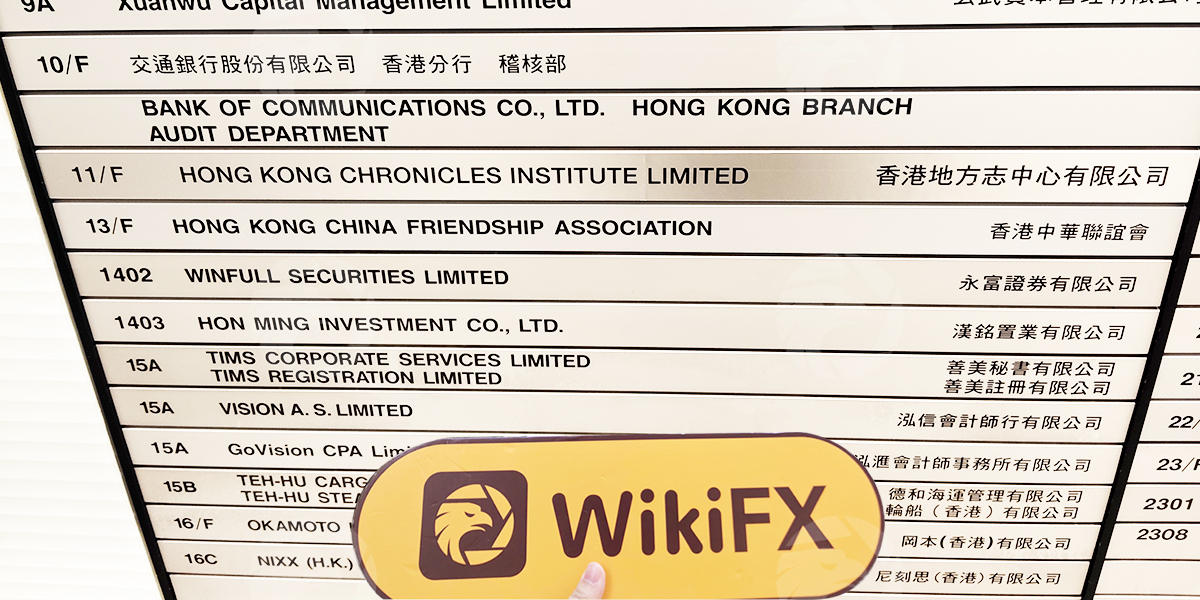 9A Xuanwu Capital Management Limited
10/F 交通銀行股份有限公司 香港分行 稽核部
BANK OF COMMUNICATIONS CO., LTD. HONG KONG BRANCH
AUDIT DEPARTMENT
11/F HONG KONG CHRONICLES INSTITUTE LIMITED 香港地方志中心有限公司
13/F HONG KONG CHINA FRIENDSHIP ASSOCIATION 香港中華聯誼會
1402 WINFULL SECURITIES LIMITED 永富證券有限公司
1403 HON MING INVESTMENT CO., LTD. 漢銘置業有限公司
15A TIMS CORPORATE SERVICES LIMITED 善美秘書有限公司
TIMS REGISTRATION LIMITED 善美註冊有限公司
15A VISION A. S. LIMITED 泓信會計師行有限公司
22/
15A GoVision CPA 泓滙會計師事務所有限公司
23/F
15B TEH-HU 德和海運管理有限公司
TEH-HU 輪船（香港）有限公司
2301
16/F OKAMOTO 岡本(香港)有限公司
2308
16C NIXX (H.K.) 尼刻思(香港)有限公司
WikiFX